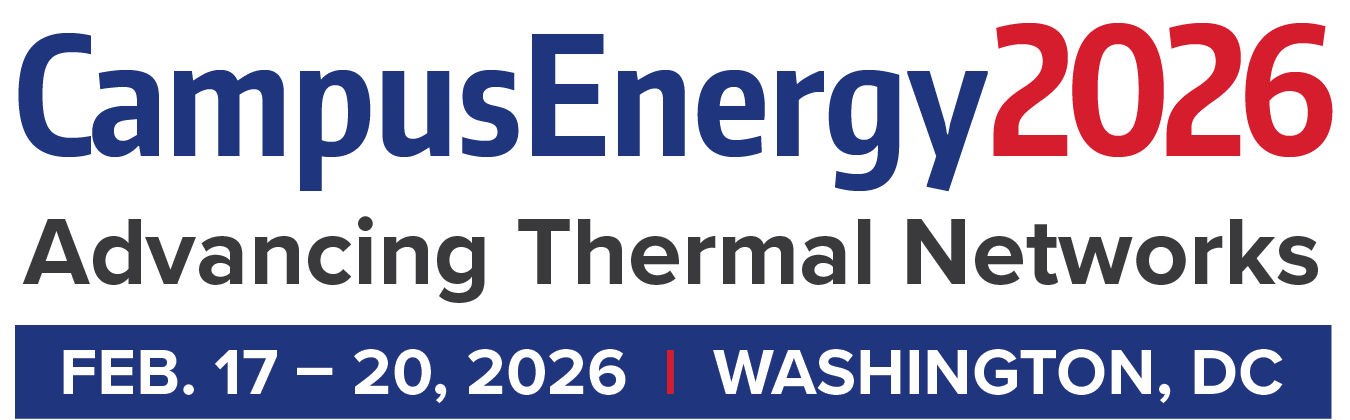 CampusEnergy2026
Advancing Thermal Networks
FEB. 17 – 20, 2026 | WASHINGTON, DC